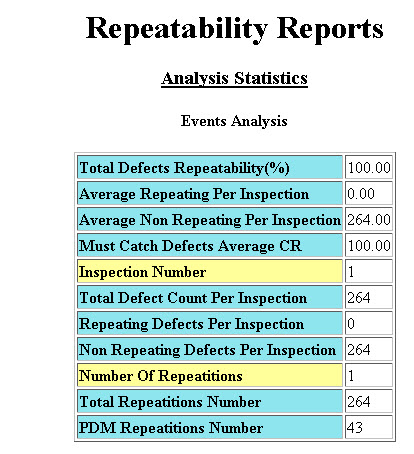 Repeatability Reports
Analysis Statistics
Events Analysis
Total Defects Repeatability(%) 100.00
Average Repeating Per Inspection 0.00
Average Non Repeating Per Inspection 264.00
Must Catch Defects Average CR 100.00
Inspection Number 1
Total Defect Count Per Inspection 264
Repeating Defects Per Inspection 0
Non Repeating Defects Per Inspection 264
Number Of Repeatitions 1
Total Repeatitions Number 264
PDM Repeatitions Number 43